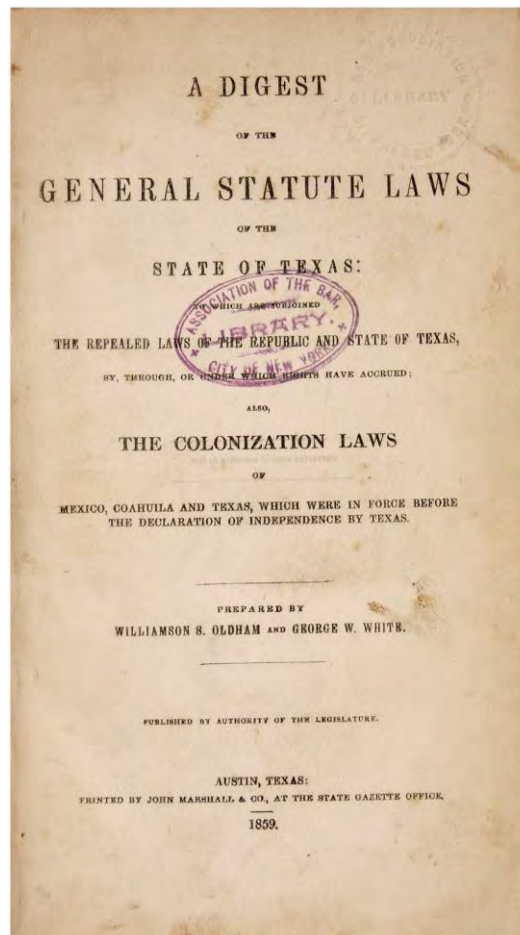 A DIGEST
OF THE
GENERAL STATUTE LAWS
OF THE
STATE OF TEXAS:
TO WHICH ARE SUBJOINED
THE REPEALED LAWS OF THE REPUBLIC AND STATE OF TEXAS,
BY, THROUGH, OR UNDER WHICH RIGHTS HAVE ACCRUED;
ALSO,
THE COLONIZATION LAWS
OF
MEXICO, COAHUILA AND TEXAS, WHICH WERE IN FORCE BEFORE
THE DECLARATION OF INDEPENDENCE BY TEXAS.
PREPARED BY
WILLIAMSON S. OLDHAM AND GEORGE W. WHITE.
PUBLISHED BY AUTHORITY OF THE LEGISLATURE.
AUSTIN, TEXAS:
PRINTED BY JOHN MARSHALL & CO., AT THE STATE GAZETTE OFFICE.
1859.
ASSOCIATION OF THE BAR,
LIBRARY.
CITY OF NEW YORK
LIBRARY